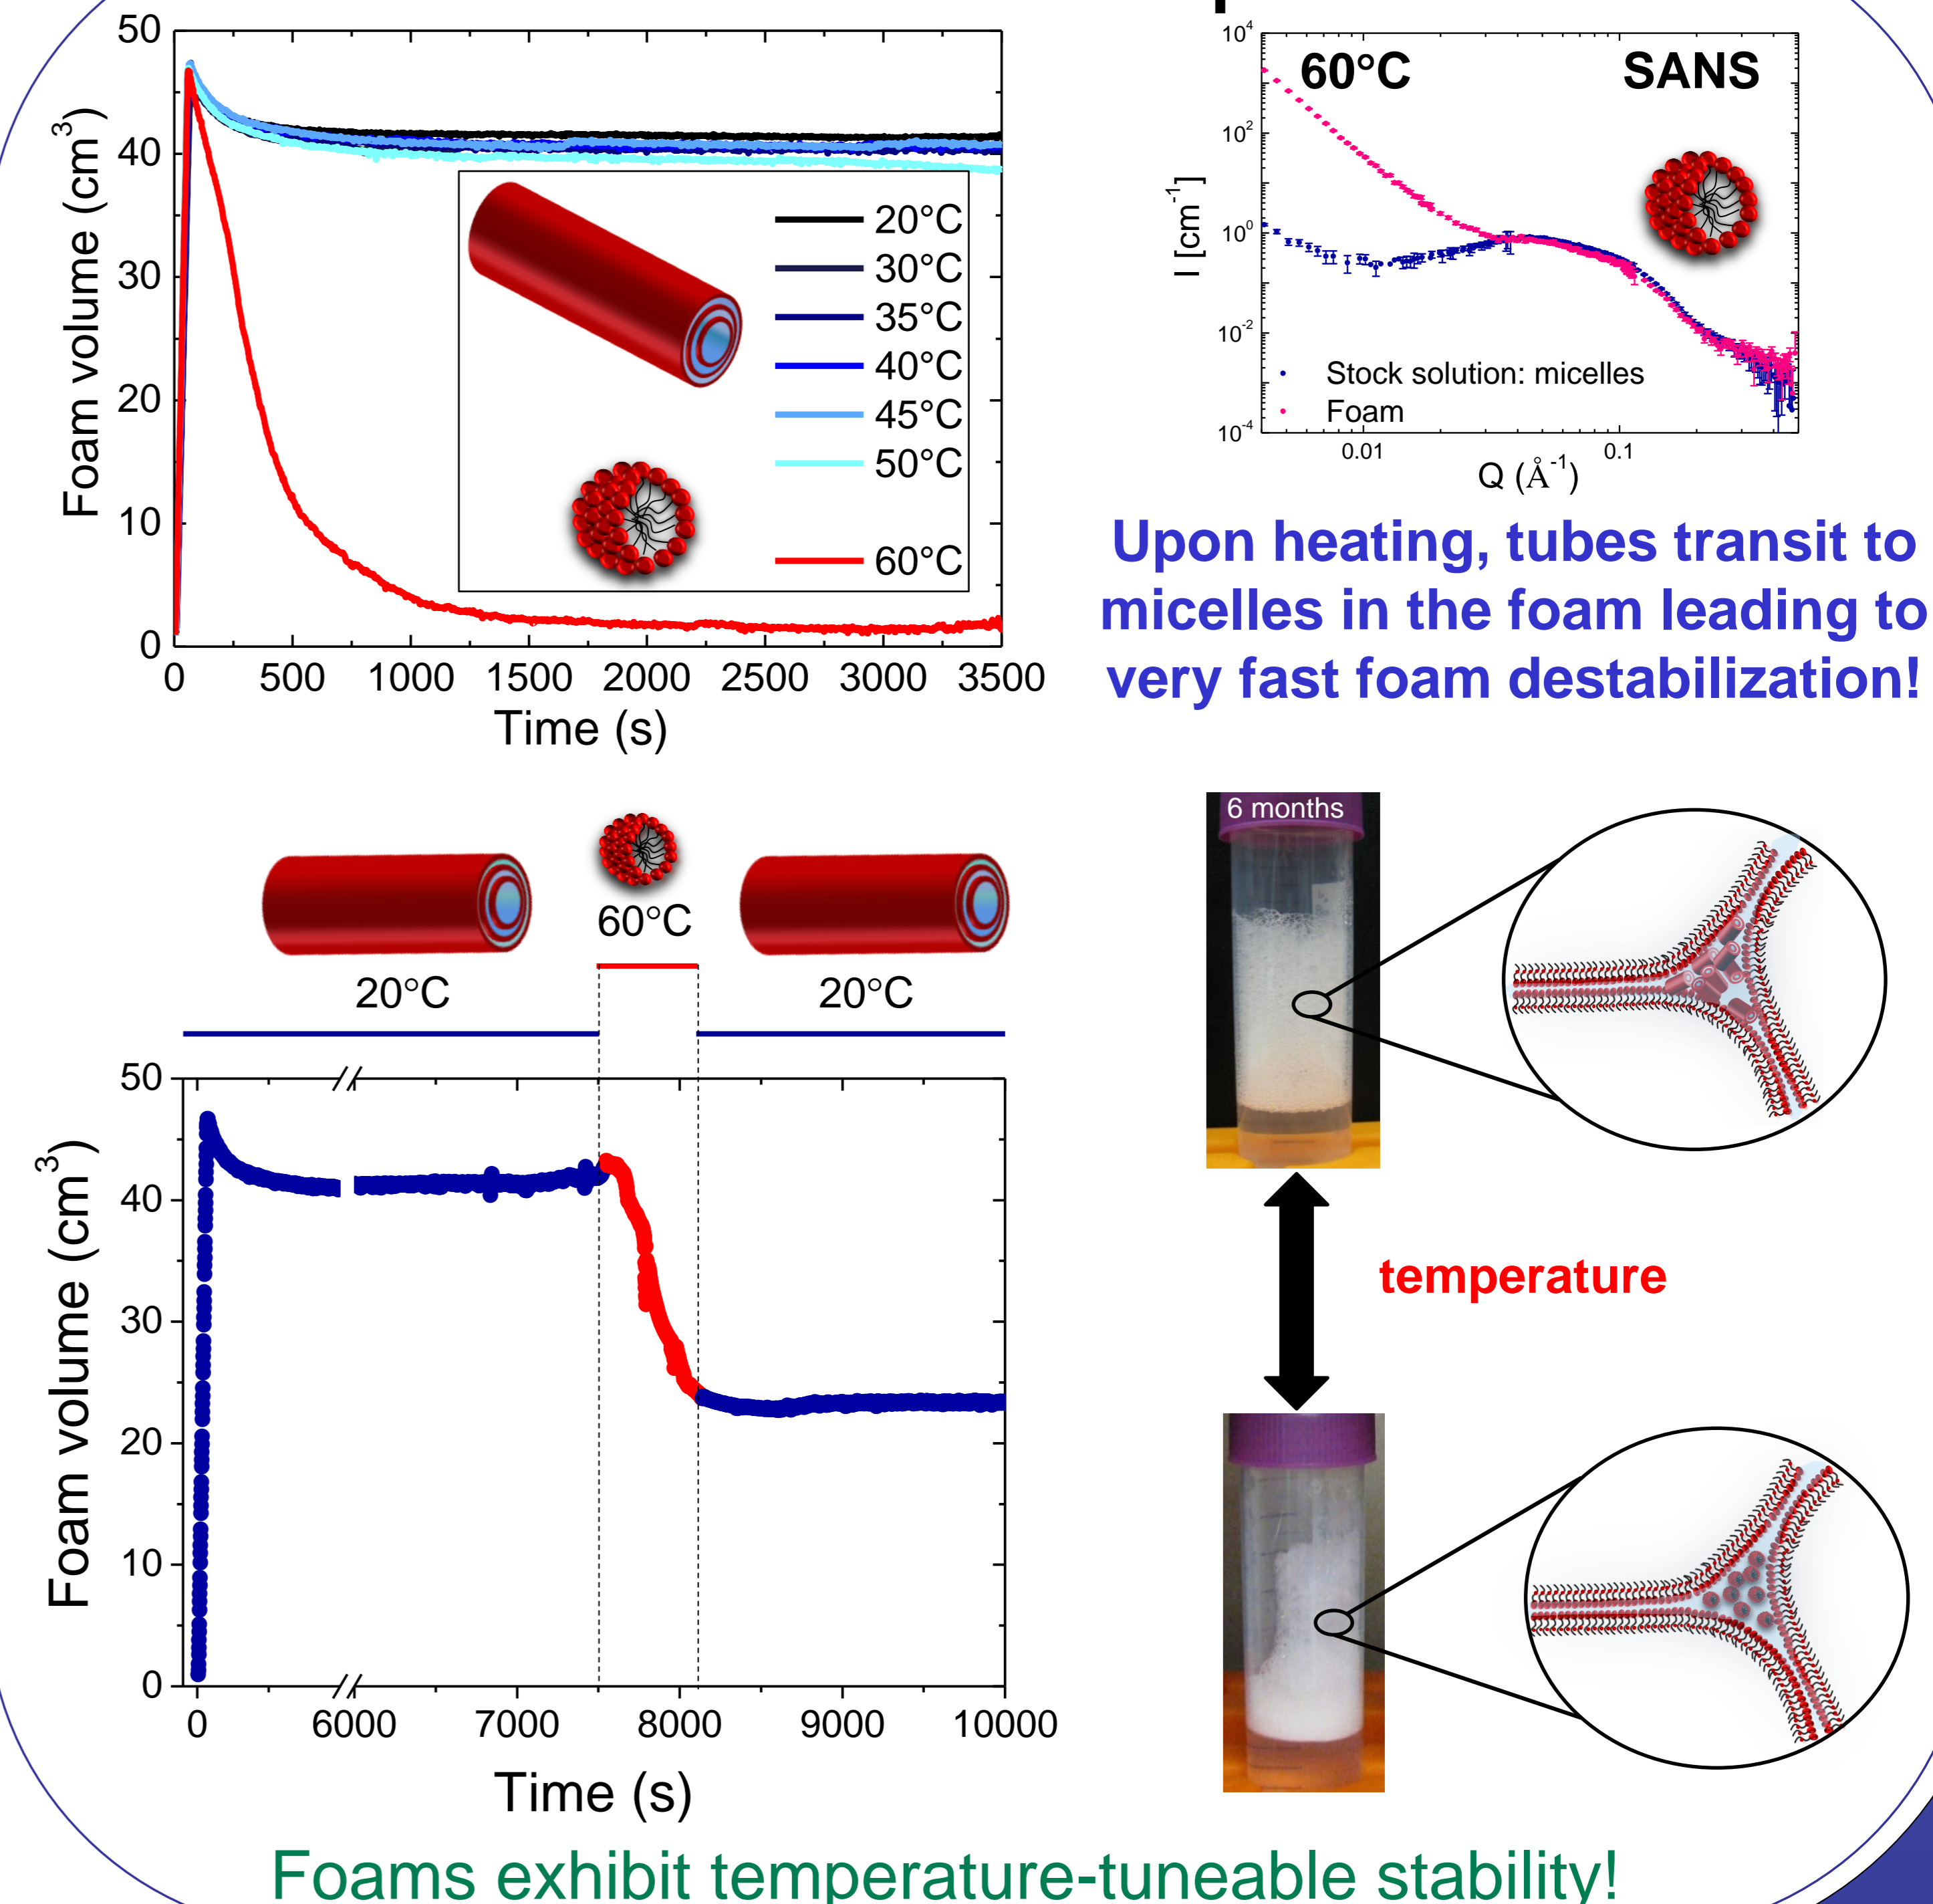 50
40
30
20
10
0
Foam volume (cm³)
20°C
30°C
35°C
40°C
45°C
50°C
60°C
0 500 1000 1500 2000 2500 3000 3500
Time (s)
10⁴
10²
10⁰
10⁻²
10⁻⁴
I [cm⁻¹]
60°C SANS
Stock solution: micelles
Foam
0.01 0.1
Q (Å⁻¹)
Upon heating, tubes transit to
micelles in the foam leading to
very fast foam destabilization!
60°C
20°C 20°C
50
40
30
20
10
0
Foam volume (cm³)
0 6000 7000 8000 9000 10000
Time (s)
6 months
temperature
Foams exhibit temperature-tuneable stability!